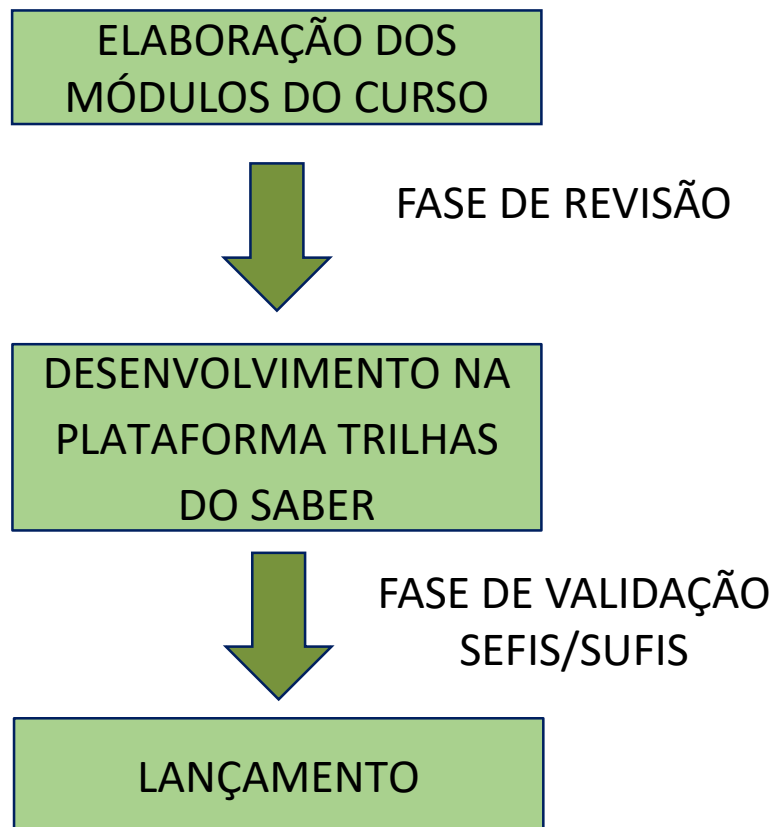 ELABORAÇÃO DOS
MÓDULOS DO CURSO
FASE DE REVISÃO
DESENVOLVIMENTO NA
PLATAFORMA TRILHAS
DO SABER
FASE DE VALIDAÇÃO
SEFIS/SUFIS
LANÇAMENTO